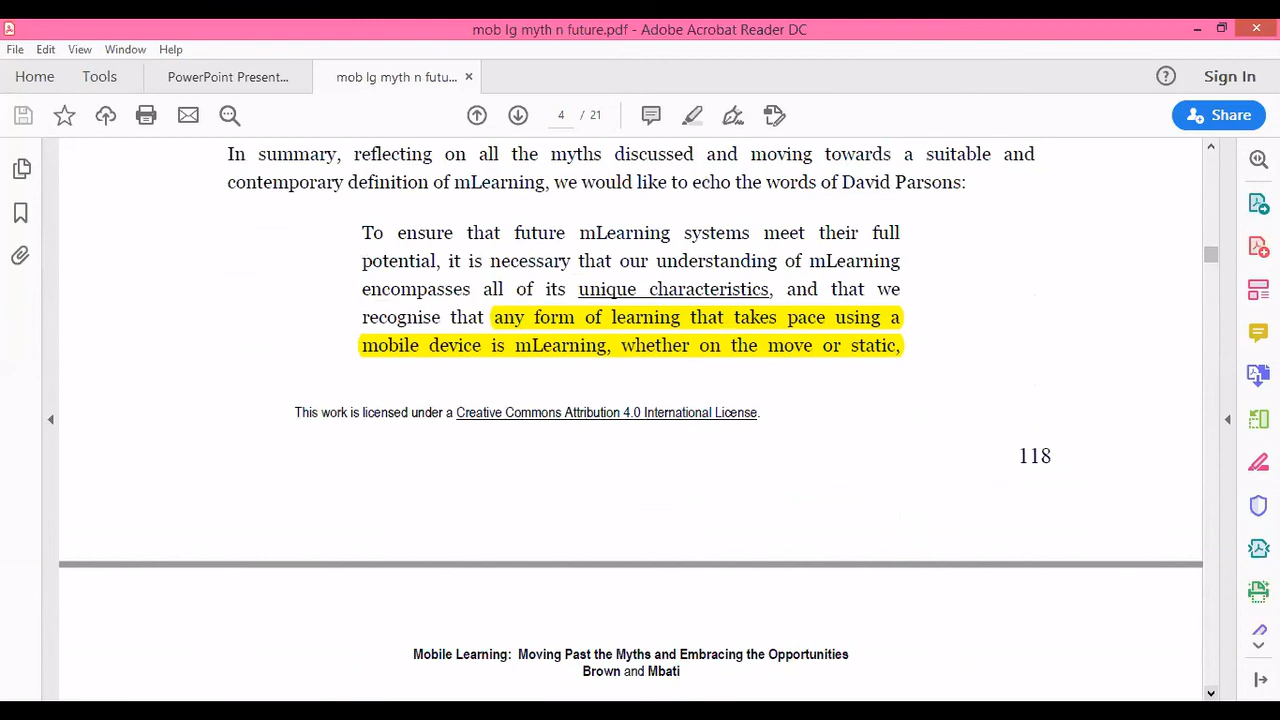 mob lg myth n future.pdf - Adobe Acrobat Reader DC
File Edit View Window Help
Home Tools PowerPoint Present... mob lg myth n futu... Sign In
4 / 21 Share
In summary, reflecting on all the myths discussed and moving towards a suitable and
contemporary definition of mLearning, we would like to echo the words of David Parsons:
To ensure that future mLearning systems meet their full
potential, it is necessary that our understanding of mLearning
encompasses all of its unique characteristics, and that we
recognise that any form of learning that takes pace using a
mobile device is mLearning, whether on the move or static,
This work is licensed under a Creative Commons Attribution 4.0 International License.
118
Mobile Learning: Moving Past the Myths and Embracing the Opportunities
Brown and Mbati